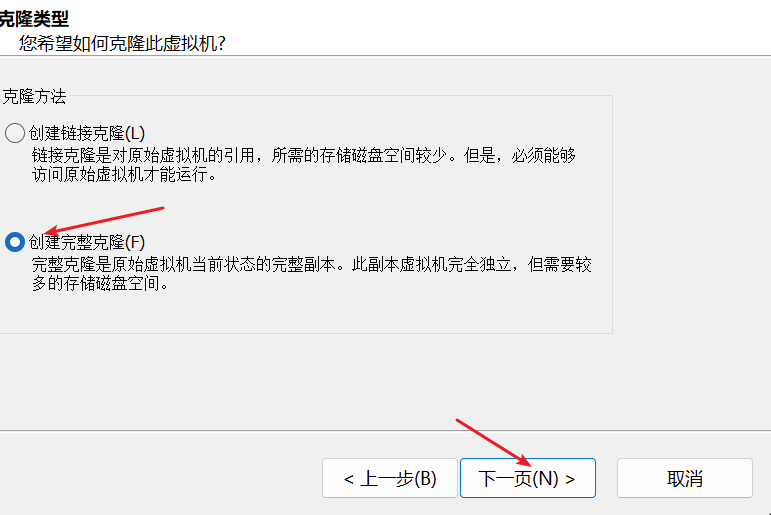 克隆类型
您希望如何克隆此虚拟机?
克隆方法
创建链接克隆(L)
链接克隆是对原始虚拟机的引用，所需的存储磁盘空间较少。但是，必须能够
访问原始虚拟机才能运行。
创建完整克隆(F)
完整克隆是原始虚拟机当前状态的完整副本。此副本虚拟机完全独立，但需要较
多的存储磁盘空间。
< 上一步(B)
下一页(N) >
取消